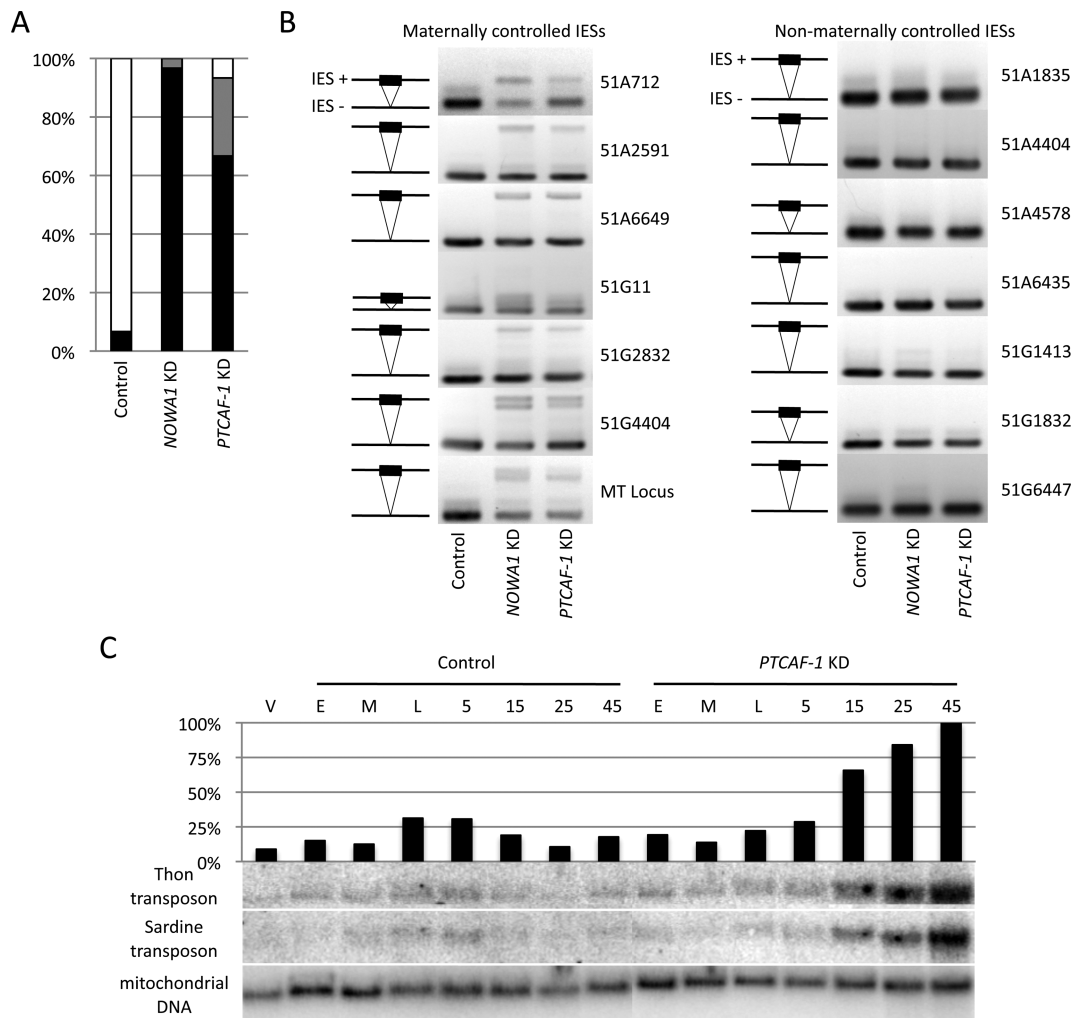 A
100%
80%
60%
40%
20%
0%
Control
NOWA1 KD
PTCAF-1 KD
B
Maternally controlled IESs
IES +
IES -
51A712
51A2591
51A6649
51G11
51G2832
51G4404
MT Locus
Control
NOWA1 KD
PTCAF-1 KD
Non-maternally controlled IESs
IES +
IES -
51A1835
51A4404
51A4578
51A6435
51G1413
51G1832
51G6447
Control
NOWA1 KD
PTCAF-1 KD
C
Control PTCAF-1 KD
V E M L 5 15 25 45 E M L 5 15 25 45
100%
75%
50%
25%
0%
Thon
transposon
Sardine
transposon
mitochondrial
DNA